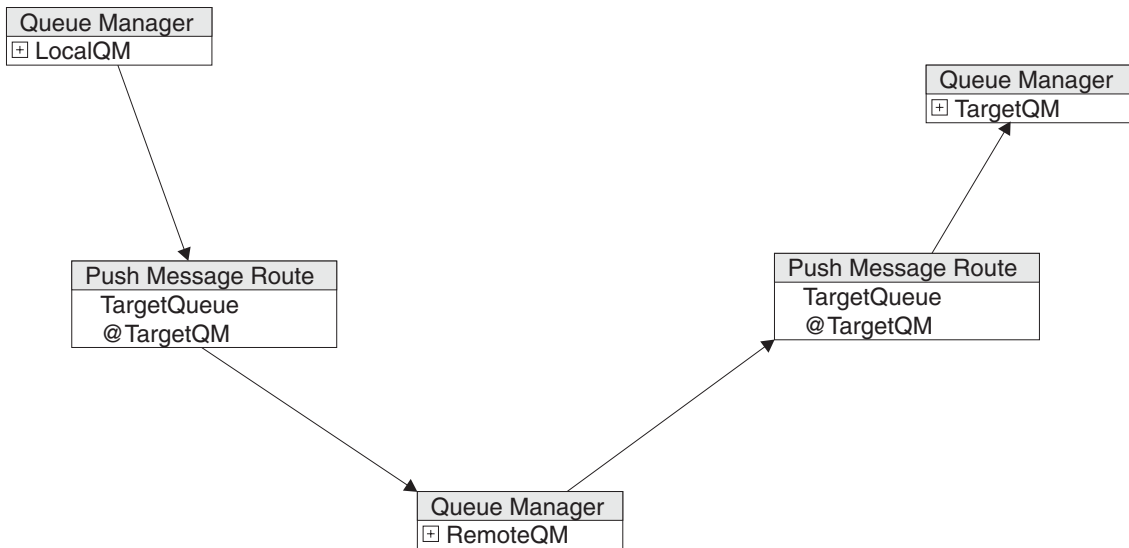 Queue Manager
LocalQM
Queue Manager
TargetQM
Push Message Route
TargetQueue
@TargetQM
Push Message Route
TargetQueue
@TargetQM
Queue Manager
RemoteQM